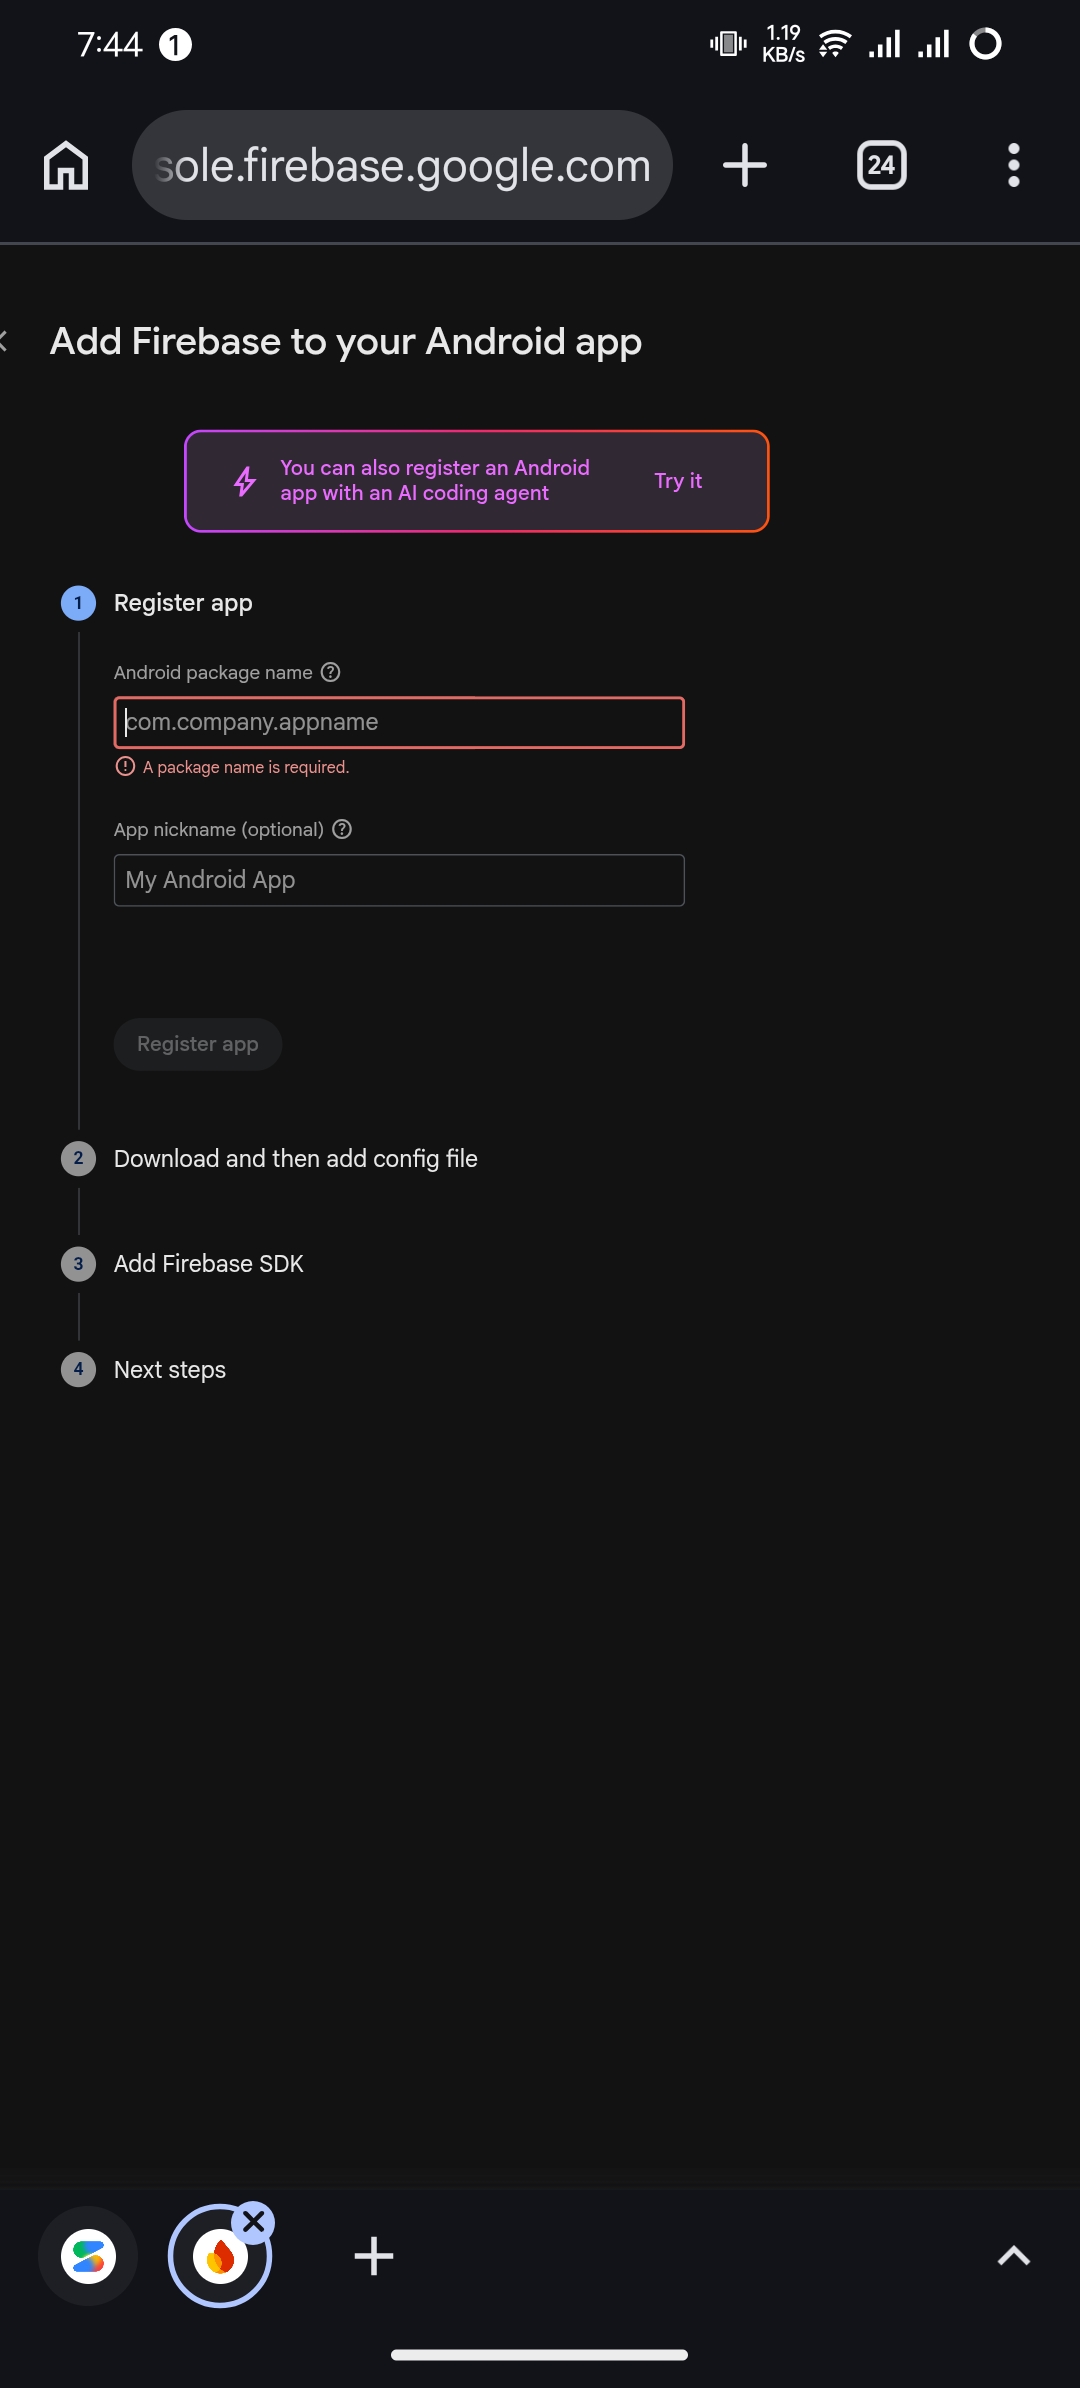 7:44 1 1.19 KB/s
sole.firebase.google.com 24
Add Firebase to your Android app
You can also register an Android
app with an AI coding agent
Try it
1 Register app
Android package name ?
com.company.appname
! A package name is required.
App nickname (optional) ?
My Android App
Register app
2 Download and then add config file
3 Add Firebase SDK
4 Next steps